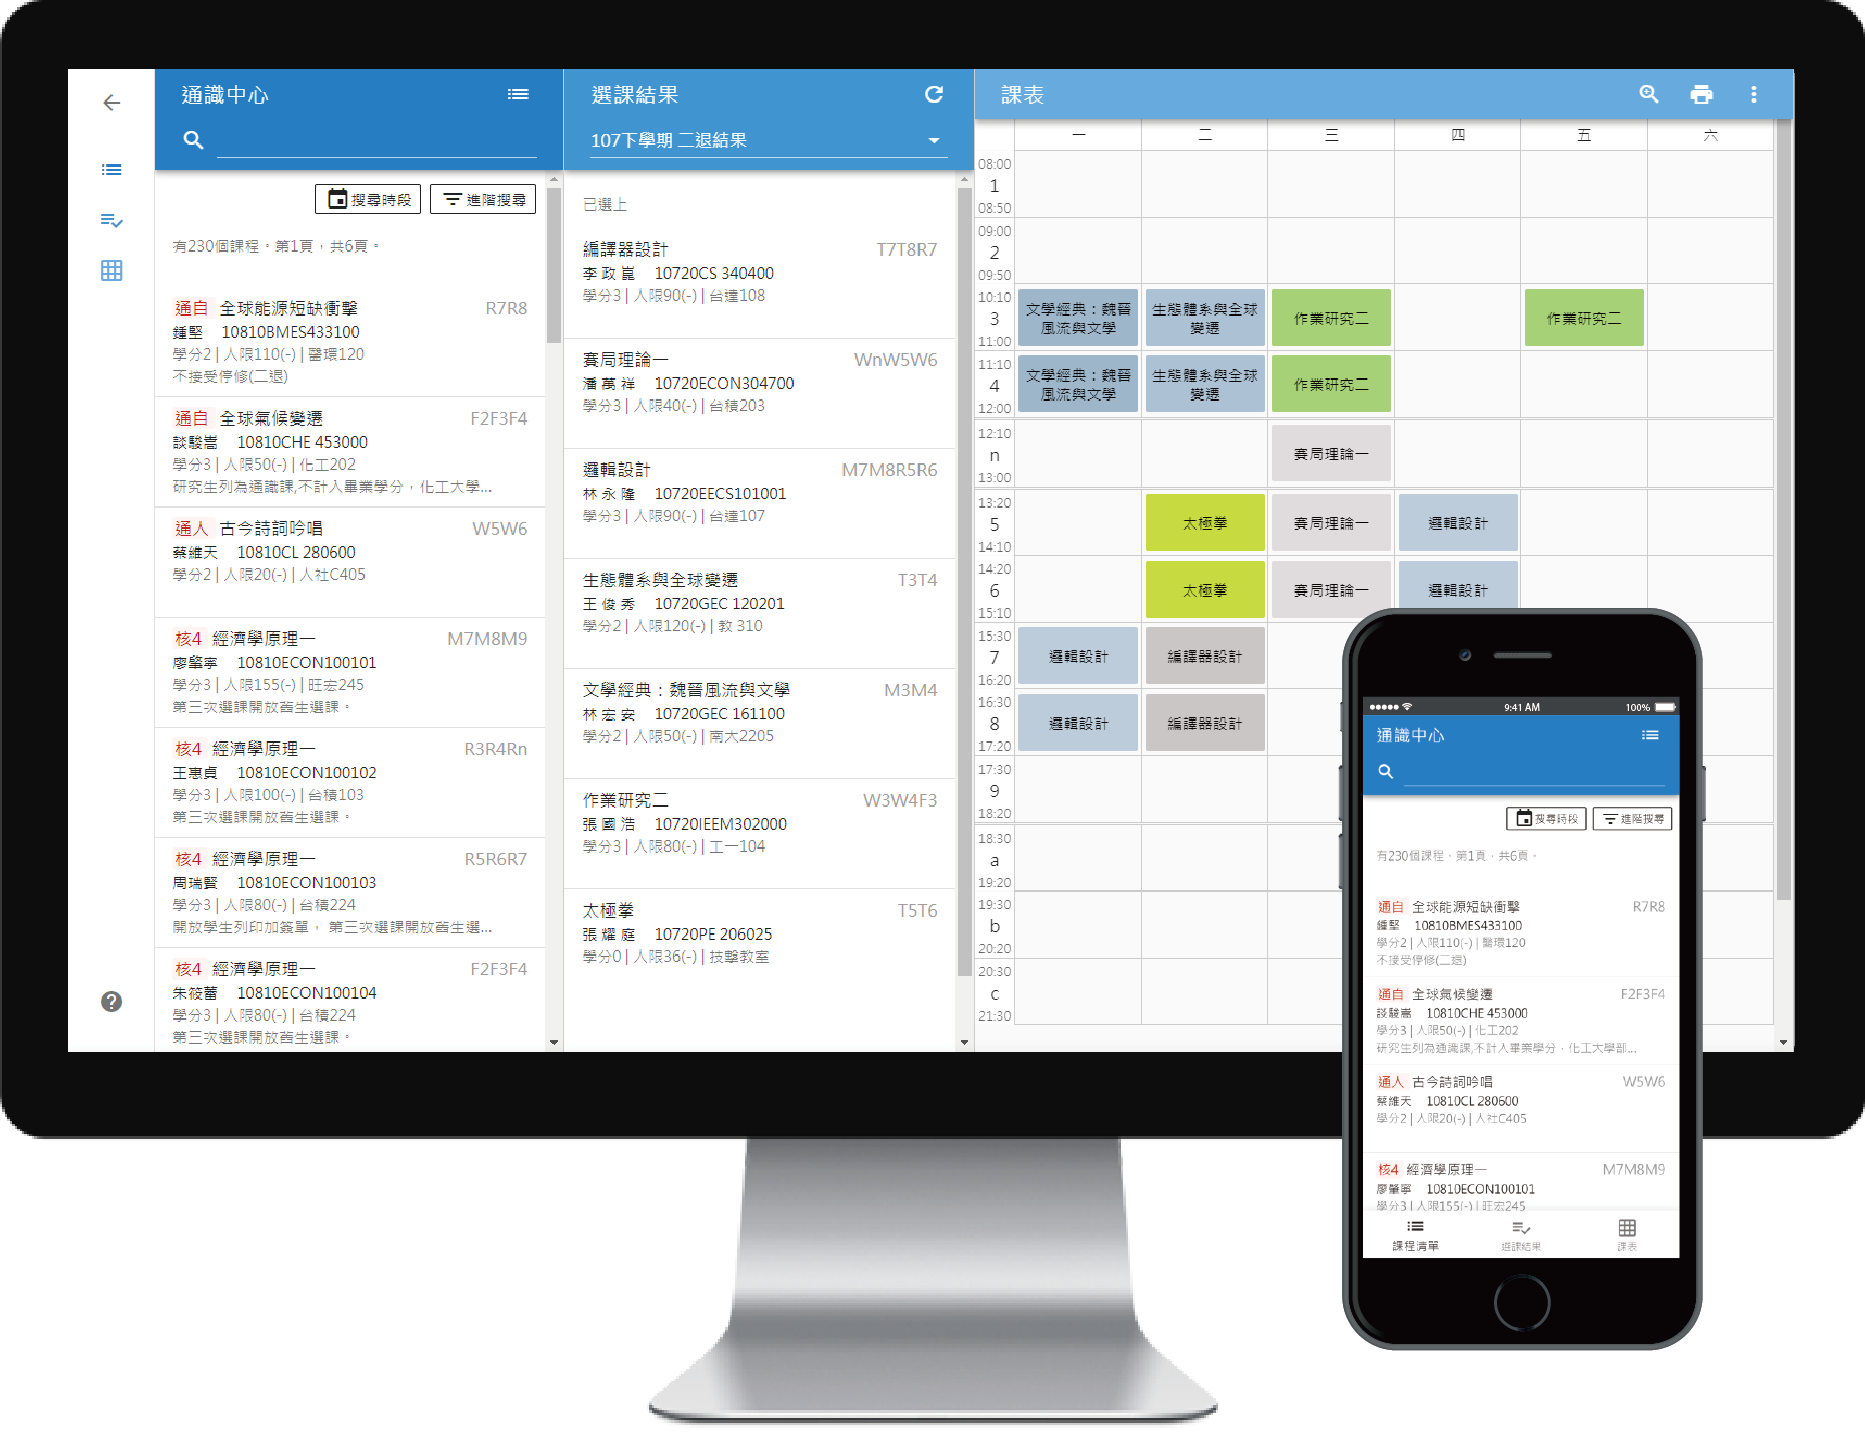 通識中心
搜尋時段 進階搜尋
有230個課程。第1頁，共6頁。
通自 全球能源短缺衝擊 R7R8
鍾堅 10810BMES433100
學分2 | 人限110(-) | 醫環120
不接受停修(二退)
通自 全球氣候變遷 F2F3F4
談駿嵩 10810CHE 453000
學分3 | 人限50(-) | 化工202
研究生列為通識課,不計入畢業學分，化工大學...
通人 古今詩詞吟唱 W5W6
蔡維天 10810CL 280600
學分2 | 人限20(-) | 人社C405
核4 經濟學原理一 M7M8M9
廖肇寧 10810ECON100101
學分3 | 人限155(-) | 旺宏245
第三次選課開放舊生選課。
核4 經濟學原理一 R3R4Rn
王惠貞 10810ECON100102
學分3 | 人限100(-) | 台積103
第三次選課開放舊生選課。
核4 經濟學原理一 R5R6R7
周瑞賢 10810ECON100103
學分3 | 人限80(-) | 台積224
開放學生列印加簽單， 第三次選課開放舊生選...
核4 經濟學原理一 F2F3F4
朱筱蕾 10810ECON100104
學分3 | 人限80(-) | 台積224
第三次選課開放舊生選課。
選課結果
107下學期 二退結果
已選上
編譯器設計 T7T8R7
李政崑 10720CS 340400
學分3 | 人限90(-) | 台達108
賽局理論一 WnW5W6
潘萬祥 10720ECON304700
學分3 | 人限40(-) | 台積203
邏輯設計 M7M8R5R6
林永隆 10720EECS101001
學分3 | 人限90(-) | 台達107
生態體系與全球變遷 T3T4
王俊秀 10720GEC 120201
學分2 | 人限120(-) | 教 310
文學經典：魏晉風流與文學 M3M4
林宏安 10720GEC 161100
學分2 | 人限50(-) | 南大2205
作業研究二 W3W4F3
張國浩 10720IEEM302000
學分3 | 人限80(-) | 工一104
太極拳 T5T6
張耀庭 10720PE 206025
學分0 | 人限36(-) | 技擊教室
課表
一 二 三 四 五 六
08:00
1
08:50
09:00
2
09:50
10:10
3 文學經典：魏晉風流與文學 生態體系與全球變遷 作業研究二 作業研究二
11:00
11:10
4 文學經典：魏晉風流與文學 生態體系與全球變遷 作業研究二
12:00
12:10
n 賽局理論一
13:00
13:20
5 太極拳 賽局理論一 邏輯設計
14:10
14:20
6 太極拳 賽局理論一 邏輯設計
15:10
15:30
7 邏輯設計 編譯器設計
16:20
16:30
8 邏輯設計 編譯器設計
17:20
17:30
9
18:20
18:30
a
19:20
19:30
b
20:20
20:30
c
21:30
9:41 AM 100%
通識中心
搜尋時段 進階搜尋
有230個課程。第1頁，共6頁。
通自 全球能源短缺衝擊 R7R8
鍾堅 10810BMES433100
學分2 | 人限110(-) | 醫環120
不接受停修(二退)
通自 全球氣候變遷 F2F3F4
談駿嵩 10810CHE 453000
學分3 | 人限50(-) | 化工202
研究生列為通識課,不計入畢業學分，化工大學部...
通人 古今詩詞吟唱 W5W6
蔡維天 10810CL 280600
學分2 | 人限20(-) | 人社C405
核4 經濟學原理一 M7M8M9
廖肇寧 10810ECON100101
學分3 | 人限155(-) | 旺宏245
課程清單 選課結果 課表